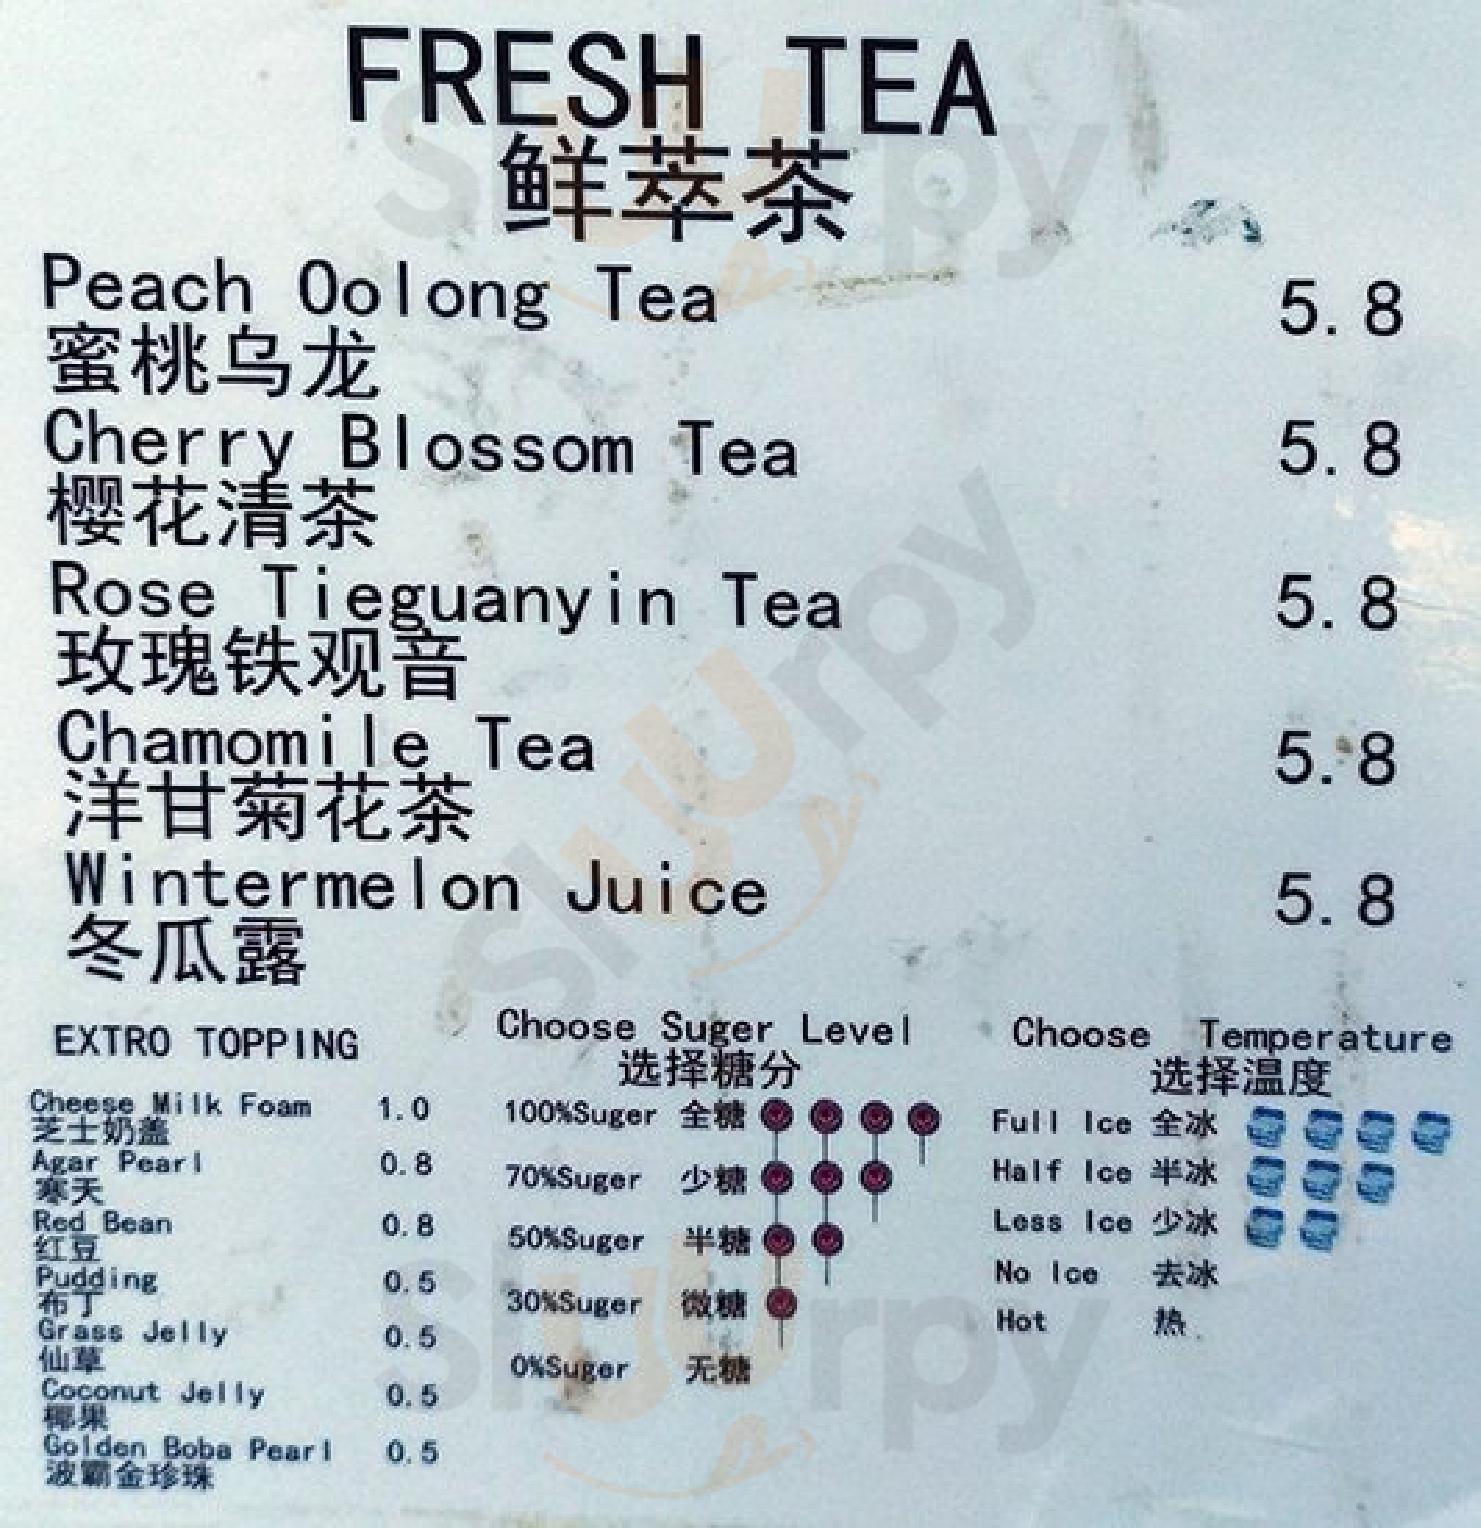 FRESH TEA
鲜萃茶
Peach Oolong Tea 5.8
蜜桃乌龙
Cherry Blossom Tea 5.8
樱花清茶
Rose Tieguanyin Tea 5.8
玫瑰铁观音
Chamomile Tea 5.8
洋甘菊花茶
Wintermelon Juice 5.8
冬瓜露
EXTRO TOPPING
Cheese Milk Foam 1.0
芝士奶盖
Agar Pearl 0.8
寒天
Red Bean 0.8
红豆
Pudding 0.5
布丁
Grass Jelly 0.5
仙草
Coconut Jelly 0.5
椰果
Golden Boba Pearl 0.5
波霸金珍珠
Choose Suger Level
选择糖分
100%Suger 全糖
70%Suger 少糖
50%Suger 半糖
30%Suger 微糖
0%Suger 无糖
Choose Temperature
选择温度
Full Ice 全冰
Half Ice 半冰
Less Ice 少冰
No Ice 去冰
Hot 热
Slurpy
Slurpy
Slurpy